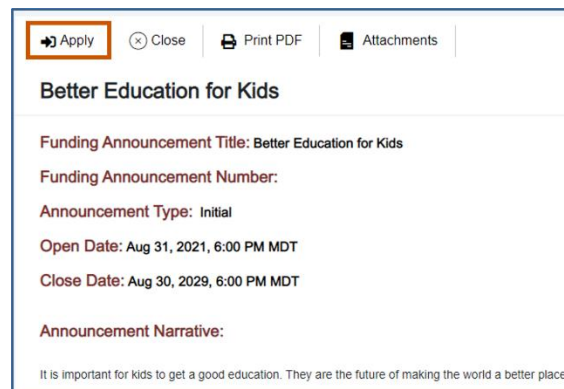 Apply Close Print PDF Attachments
Better Education for Kids
Funding Announcement Title: Better Education for Kids
Funding Announcement Number:
Announcement Type: Initial
Open Date: Aug 31, 2021, 6:00 PM MDT
Close Date: Aug 30, 2029, 6:00 PM MDT
Announcement Narrative:
It is important for kids to get a good education. They are the future of making the world a better place